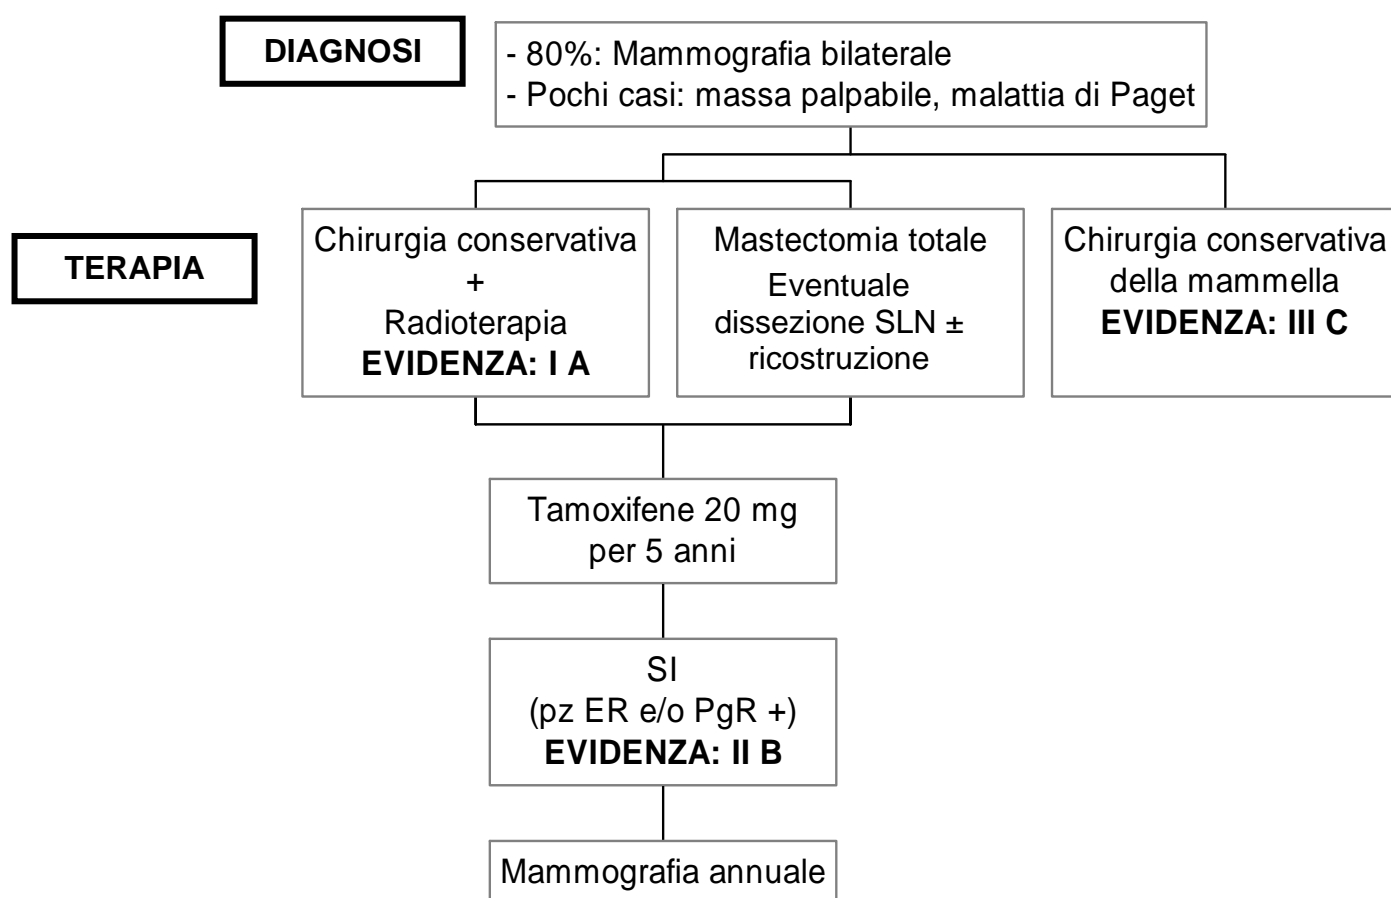 DIAGNOSI
- 80%: Mammografia bilaterale
- Pochi casi: massa palpabile, malattia di Paget
TERAPIA
Chirurgia conservativa
+
Radioterapia
EVIDENZA: I A
Mastectomia totale
Eventuale
dissezione SLN ±
ricostruzione
Chirurgia conservativa
della mammella
EVIDENZA: III C
Tamoxifene 20 mg
per 5 anni
SI
(pz ER e/o PgR +)
EVIDENZA: II B
Mammografia annuale